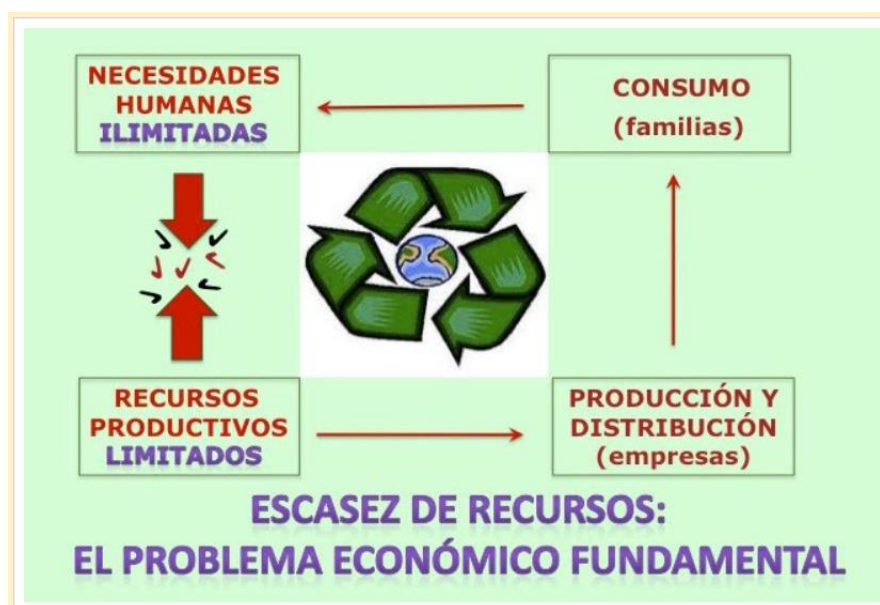 NECESIDADES
HUMANAS
ILIMITADAS
CONSUMO
(familias)
RECURSOS
PRODUCTIVOS
LIMITADOS
PRODUCCIÓN Y
DISTRIBUCIÓN
(empresas)
ESCASEZ DE RECURSOS:
EL PROBLEMA ECONÓMICO FUNDAMENTAL